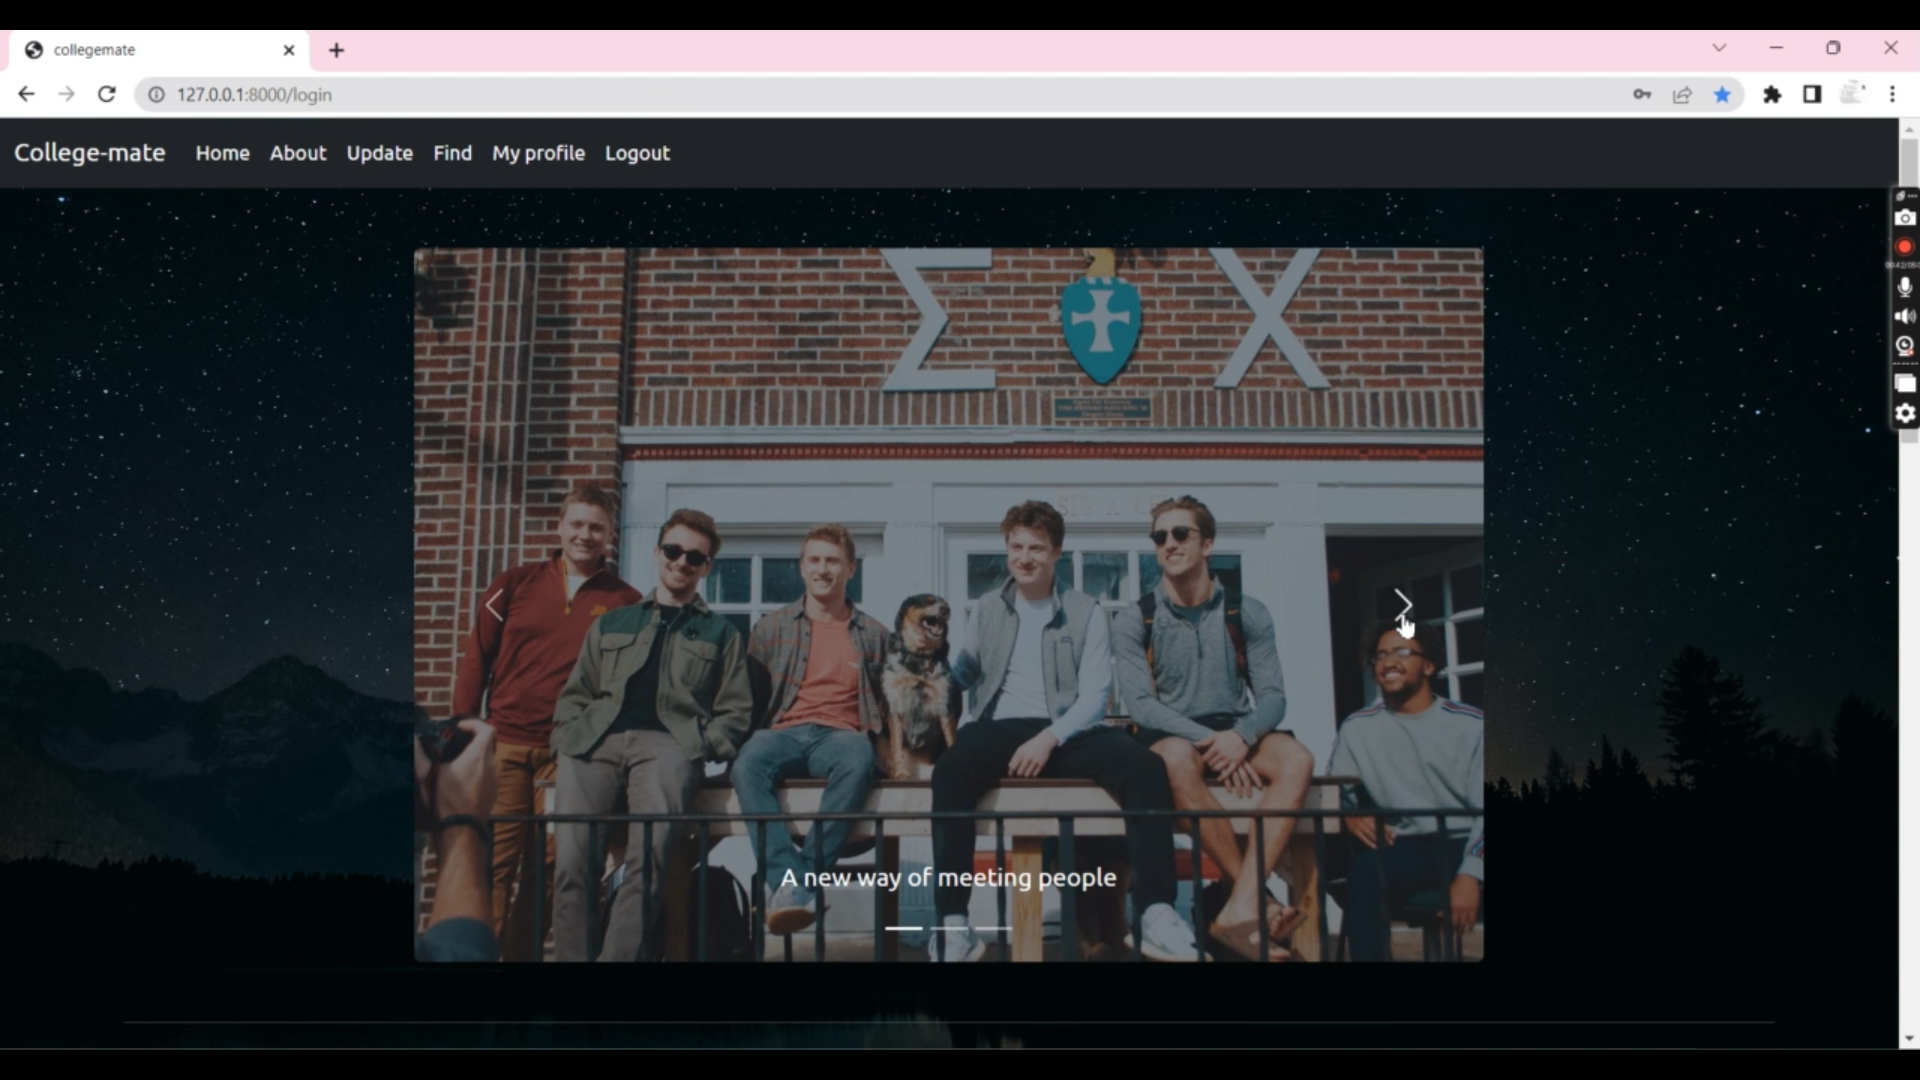 collegemate
127.0.0.1:8000/login
College-mate Home About Update Find My profile Logout
Σ Χ
A new way of meeting people